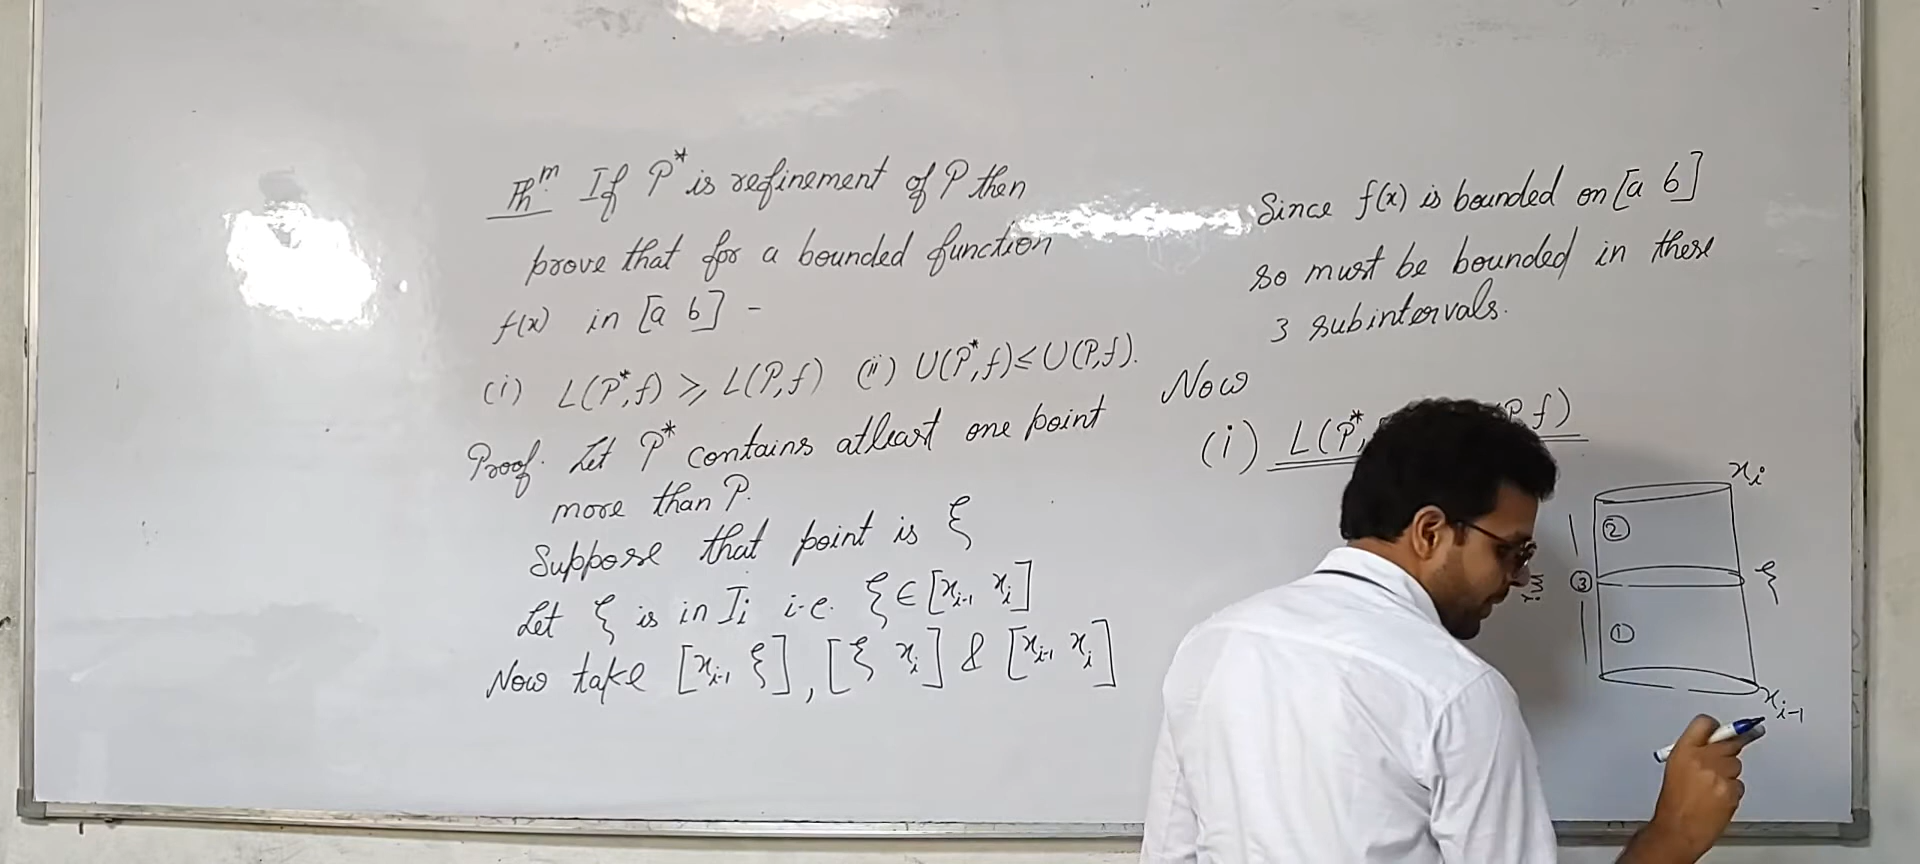 Thᵐ If P* is refinement of P then
prove that for a bounded function
f(x) in [a b] -
(i) L(P*,f) ⩾ L(P,f) (ii) U(P*,f) ≤ U(P,f).
Proof. Let P* contains atleast one point
more than P.
Suppose that point is ξ
Let ξ is in Iᵢ i.e. ξ ∈ [xᵢ₋₁ xᵢ]
Now take [xᵢ₋₁ ξ], [ξ xᵢ] & [xᵢ₋₁ xᵢ]
Since f(x) is bounded on [a b]
so must be bounded in these
3 subintervals.
Now
(i) L(P*, P f)
xᵢ
②
③ ξ
①
xᵢ₋₁